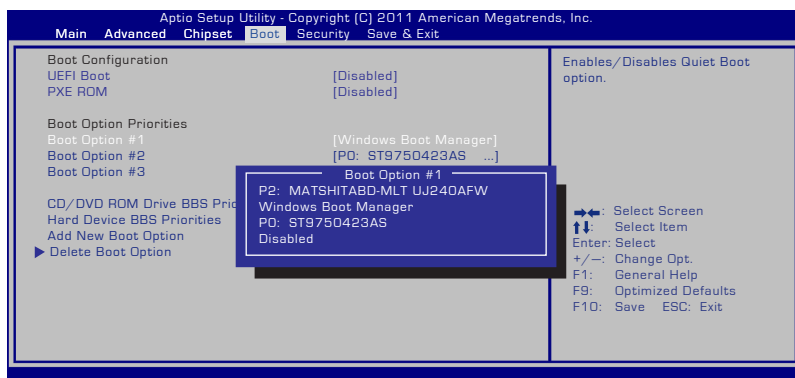 Aptio Setup Utility - Copyright (C) 2011 American Megatrends, Inc.
Main Advanced Chipset Boot Security Save & Exit
Boot Configuration
UEFI Boot [Disabled]
PXE ROM [Disabled]
Boot Option Priorities
Boot Option #1 [Windows Boot Manager]
Boot Option #2 [P0: ST9750423AS ...]
Boot Option #3
CD/DVD ROM Drive BBS Prio
Hard Device BBS Priorities
Add New Boot Option
Delete Boot Option
Boot Option #1
P2: MATSHITABD-MLT UJ240AFW
Windows Boot Manager
P0: ST9750423AS
Disabled
Enables/Disables Quiet Boot
option.
→←: Select Screen
↑↓: Select Item
Enter: Select
+/—: Change Opt.
F1: General Help
F9: Optimized Defaults
F10: Save ESC: Exit